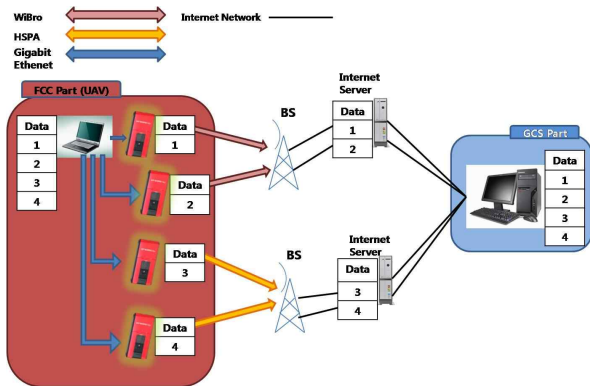 WiBro
Internet Network
HSPA
Gigabit
Ethenet
FCC Part (UAV)
Data
1
2
3
4
Data
1
Data
2
Data
3
Data
4
BS
BS
Internet
Server
Data
1
2
Internet
Server
Data
3
4
GCS Part
Data
1
2
3
4